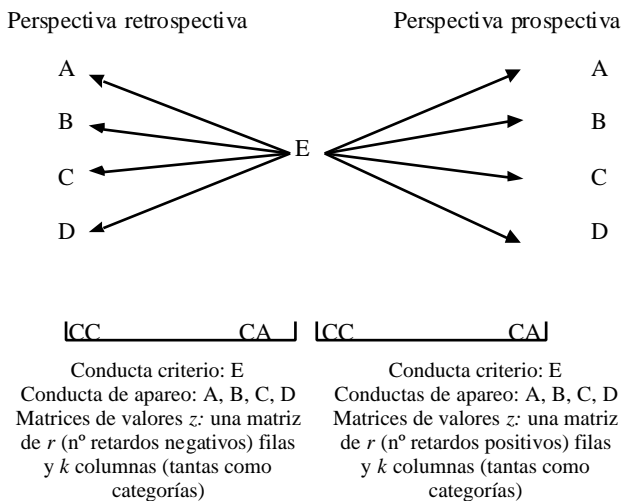 Perspectiva retrospectiva
Perspectiva prospectiva
A
B
C
D
E
A
B
C
D
CC CA
CC CA
Conducta criterio: E
Conducta de apareo: A, B, C, D
Matrices de valores z: una matriz
de r (nº retardos negativos) filas
y k columnas (tantas como
categorías)
Conducta criterio: E
Conductas de apareo: A, B, C, D
Matrices de valores z: una matriz
de r (nº retardos positivos) filas
y k columnas (tantas como
categorías)